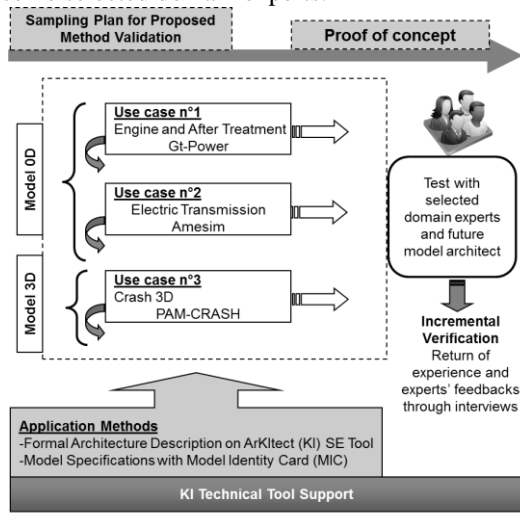 Sampling Plan for Proposed
Method Validation
Proof of concept
Model 0D
Use case n°1
Engine and After Treatment
Gt-Power
Use case n°2
Electric Transmission
Amesim
Model 3D
Use case n°3
Crash 3D
PAM-CRASH
Test with
selected
domain experts
and future
model architect
Incremental
Verification
Return of
experience and
experts' feedbacks
through interviews
Application Methods
-Formal Architecture Description on ArKItect (KI) SE Tool
-Model Specifications with Model Identity Card (MIC)
KI Technical Tool Support